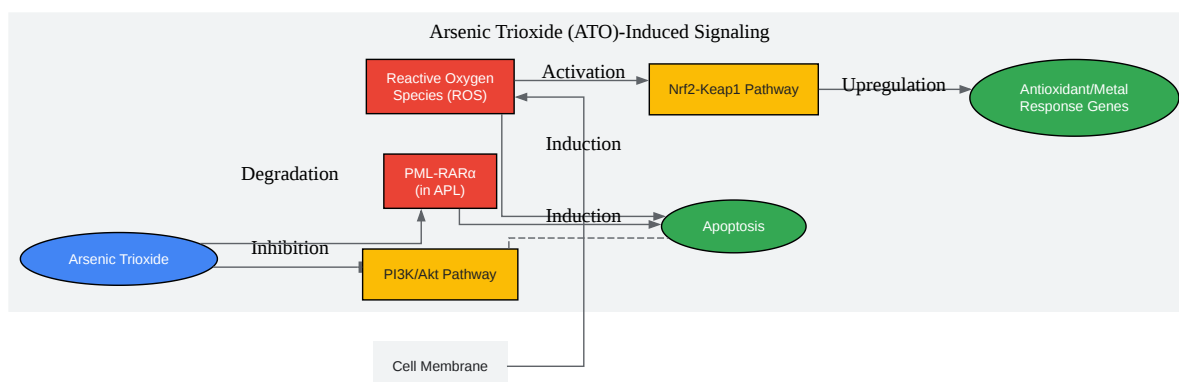 Arsenic Trioxide (ATO)-Induced Signaling
Reactive Oxygen
Species (ROS)
Activation
Nrf2-Keap1 Pathway
Upregulation
Antioxidant/Metal
Response Genes
Induction
Degradation
PML-RARα
(in APL)
Induction
Apoptosis
Arsenic Trioxide
Inhibition
PI3K/Akt Pathway
Cell Membrane